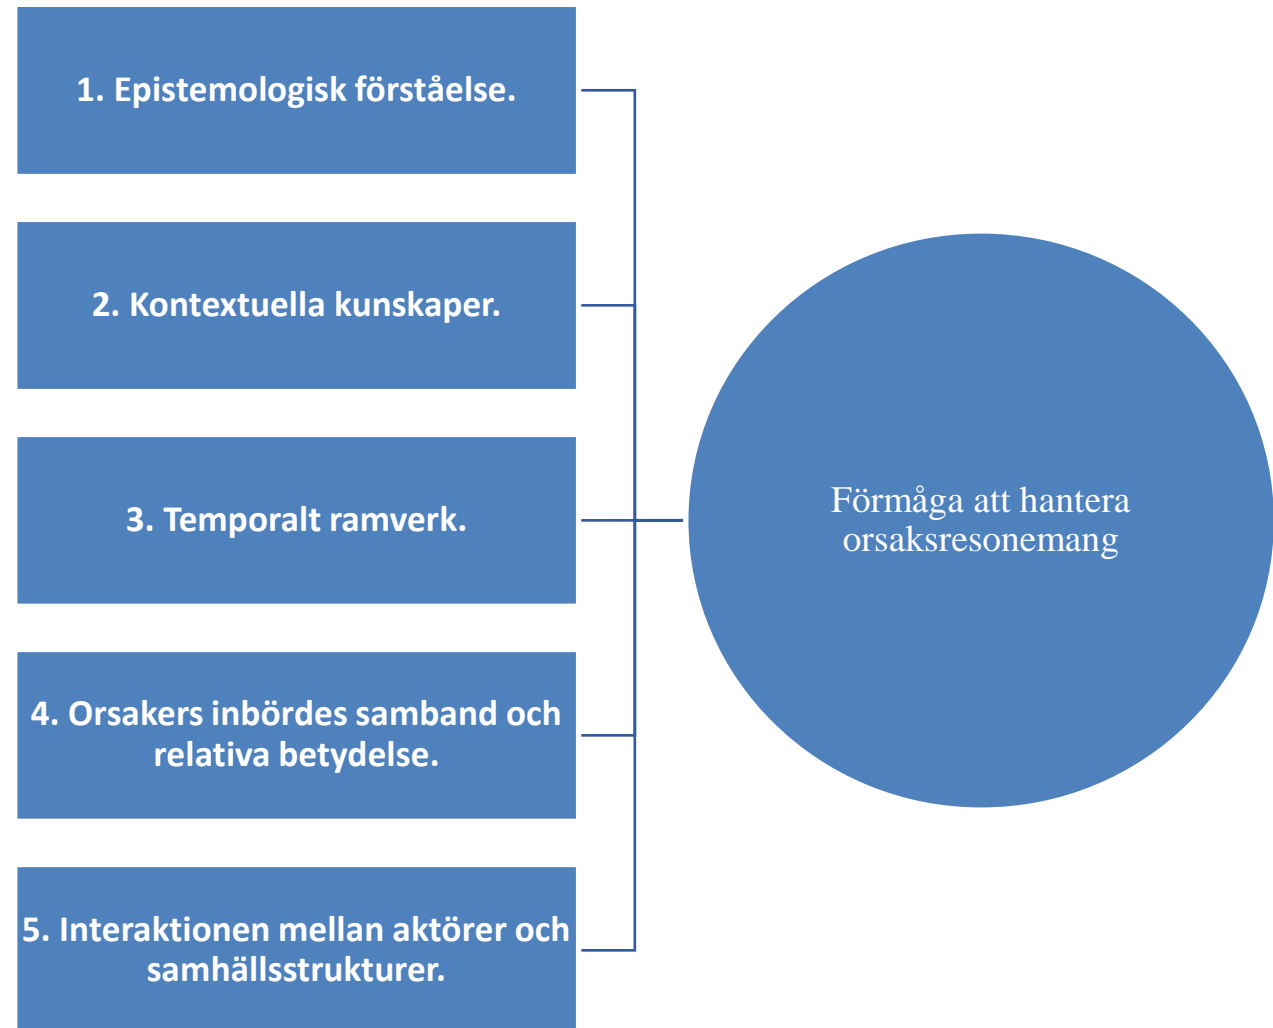 1. Epistemologisk förståelse.
2. Kontextuella kunskaper.
3. Temporalt ramverk.
4. Orsakers inbördes samband och
relativa betydelse.
5. Interaktionen mellan aktörer och
samhällsstrukturer.
Förmåga att hantera
orsaksresonemang